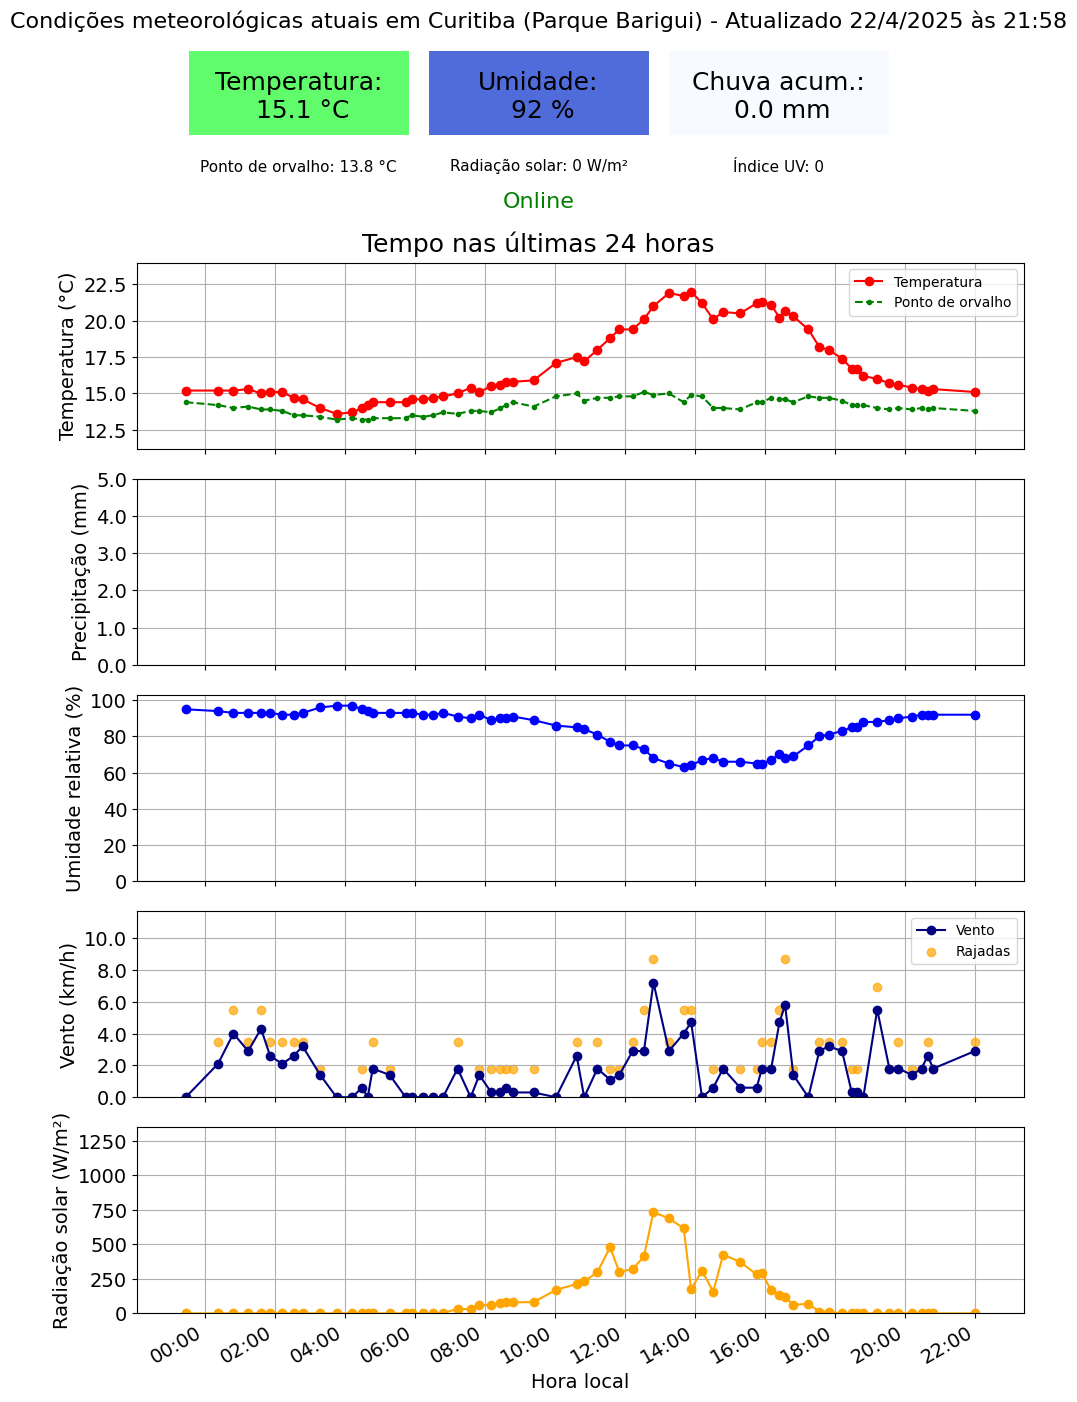 Condições meteorológicas atuais em Curitiba (Parque Barigui) - Atualizado 22/4/2025 às 21:58
Temperatura:
15.1 °C
Umidade:
92 %
Chuva acum.:
0.0 mm
Ponto de orvalho: 13.8 °C
Radiação solar: 0 W/m²
Índice UV: 0
Online
Tempo nas últimas 24 horas
Temperatura (°C)
22.5
20.0
17.5
15.0
12.5
Temperatura
Ponto de orvalho
Precipitação (mm)
5.0
4.0
3.0
2.0
1.0
0.0
Umidade relativa (%)
100
80
60
40
20
0
Vento (km/h)
10.0
8.0
6.0
4.0
2.0
0.0
Vento
Rajadas
Radiação solar (W/m²)
1250
1000
750
500
250
0
00:00 02:00 04:00 06:00 08:00 10:00 12:00 14:00 16:00 18:00 20:00 22:00
Hora local